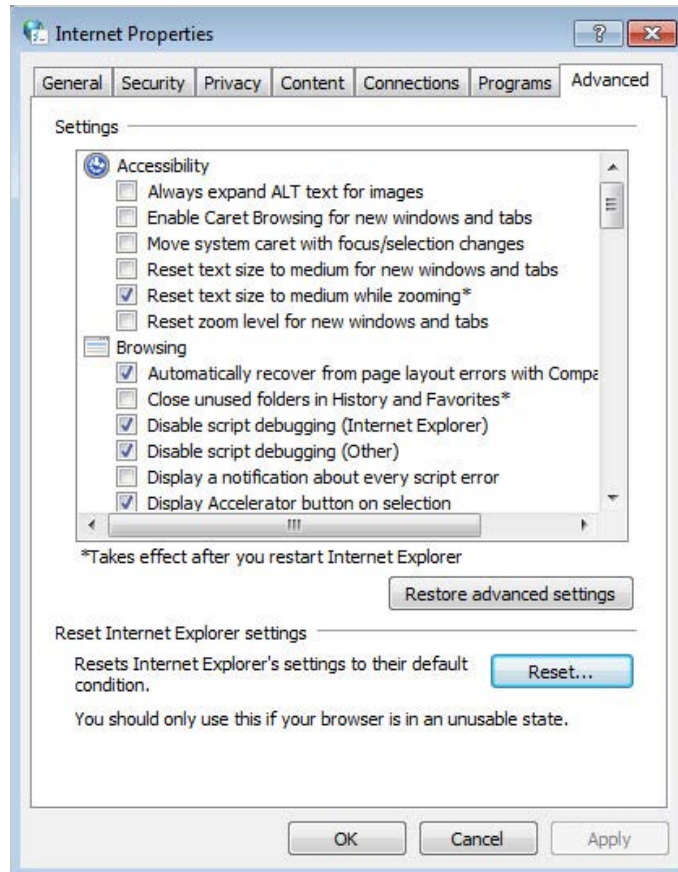 Internet Properties
General Security Privacy Content Connections Programs Advanced
Settings
Accessibility
Always expand ALT text for images
Enable Caret Browsing for new windows and tabs
Move system caret with focus/selection changes
Reset text size to medium for new windows and tabs
Reset text size to medium while zooming*
Reset zoom level for new windows and tabs
Browsing
Automatically recover from page layout errors with Compa
Close unused folders in History and Favorites*
Disable script debugging (Internet Explorer)
Disable script debugging (Other)
Display a notification about every script error
Display Accelerator button on selection
*Takes effect after you restart Internet Explorer
Restore advanced settings
Reset Internet Explorer settings
Resets Internet Explorer's settings to their default
condition.
Reset...
You should only use this if your browser is in an unusable state.
OK Cancel Apply